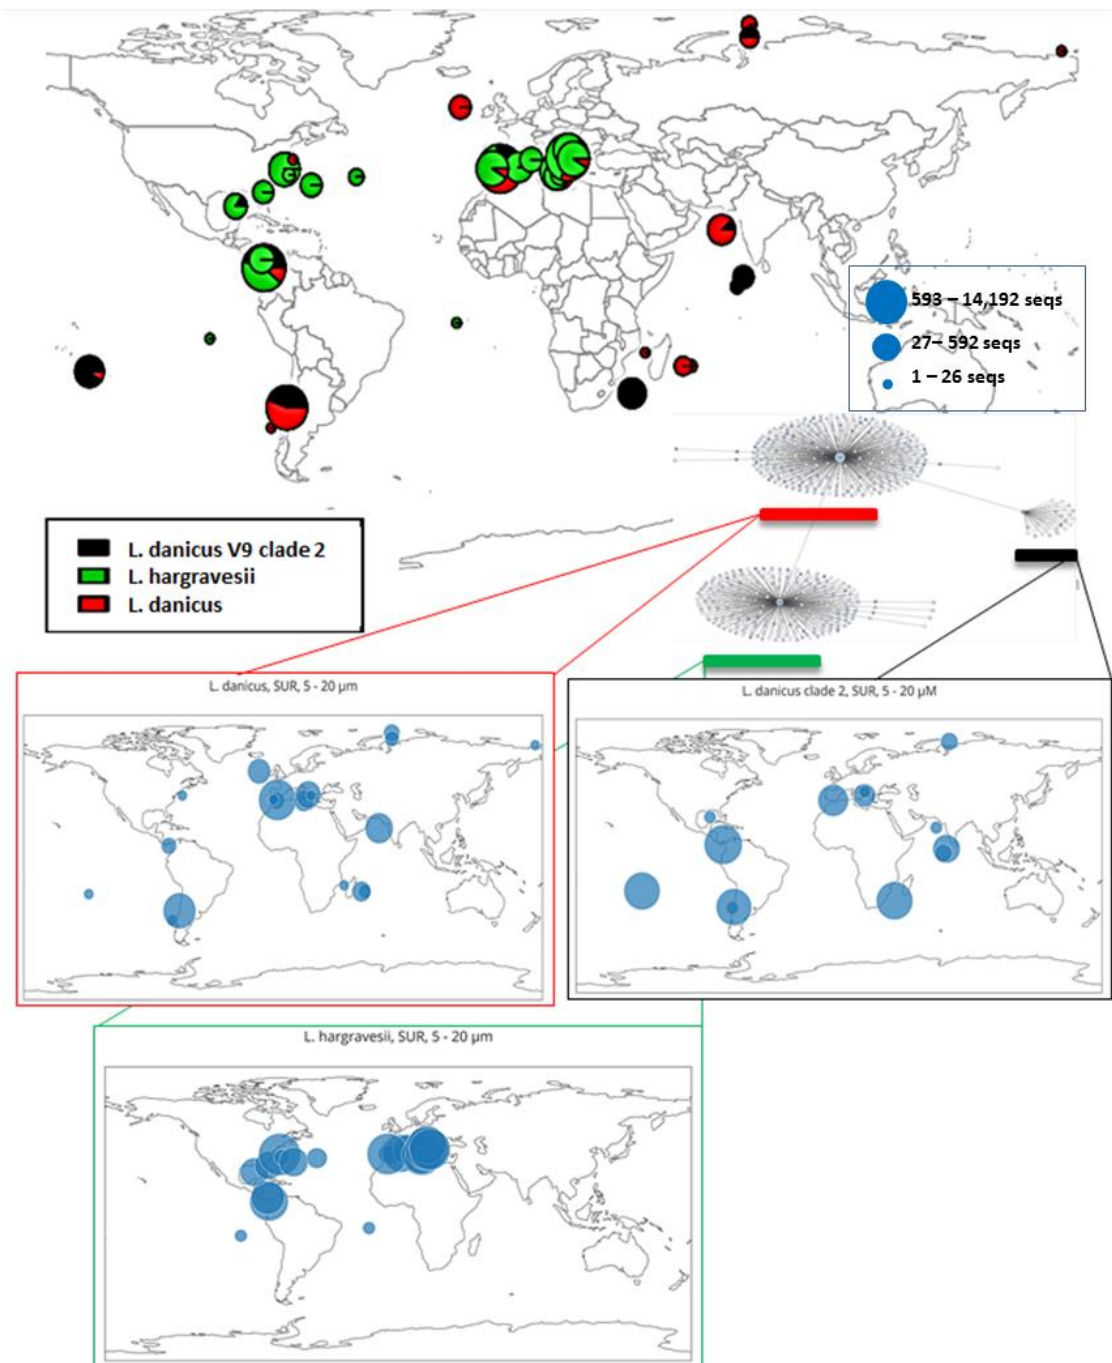 593 – 14,192 seqs
27– 592 seqs
1 – 26 seqs
L. danicus V9 clade 2
L. hargravesii
L. danicus
L. danicus, SUR, 5 - 20 µm
L. danicus clade 2, SUR, 5 - 20 µM
L. hargravesii, SUR, 5 - 20 µm